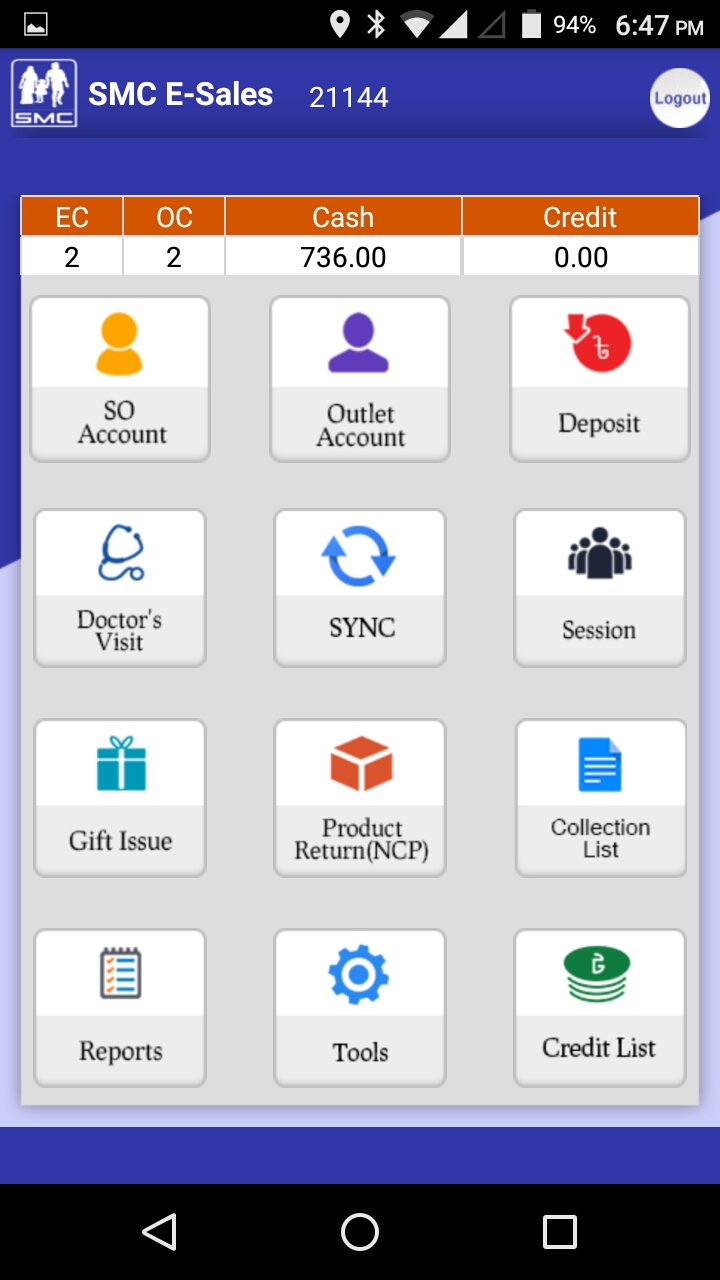 94% 6:47 PM
SMC
SMC E-Sales 21144 Logout
EC OC Cash Credit
2 2 736.00 0.00
৳
SO
Account
Outlet
Account
Deposit
Doctor's
Visit
SYNC
Session
Gift Issue
Product
Return(NCP)
Collection
List
Reports
Tools
Credit List